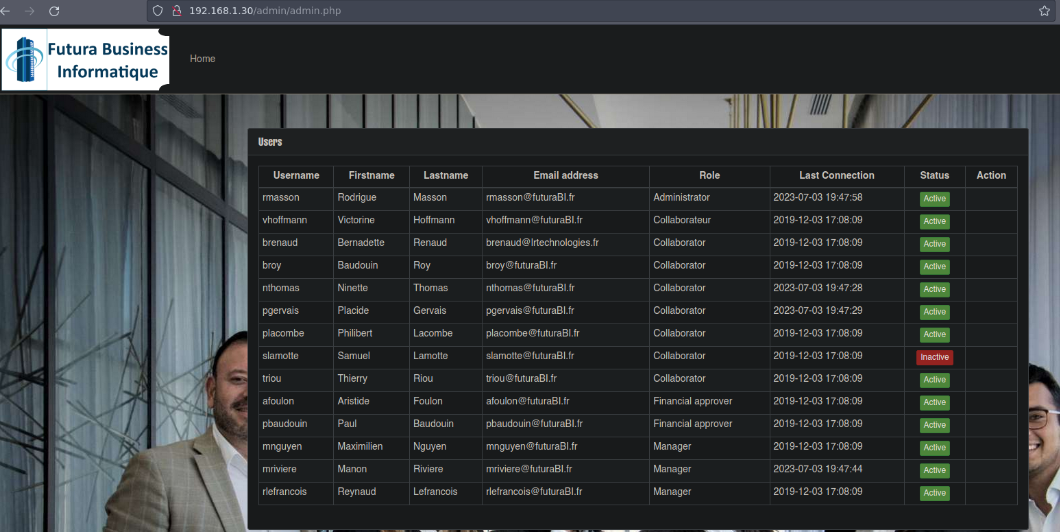 192.168.1.30/admin/admin.php
Futura Business
Informatique
Home
Users
Username Firstname Lastname Email address Role Last Connection Status Action
rmasson Rodrigue Masson rmasson@futuraBI.fr Administrator 2023-07-03 19:47:58 Active
vhoffmann Victorine Hoffmann vhoffmann@futuraBI.fr Collaborateur 2019-12-03 17:08:09 Active
brenaud Bernadette Renaud brenaud@lrtechnologies.fr Collaborator 2019-12-03 17:08:09 Active
broy Baudouin Roy broy@futuraBI.fr Collaborator 2019-12-03 17:08:09 Active
nthomas Ninette Thomas nthomas@futuraBI.fr Collaborator 2023-07-03 19:47:28 Active
pgervais Placide Gervais pgervais@futuraBI.fr Collaborator 2023-07-03 19:47:29 Active
placombe Philibert Lacombe placombe@futuraBI.fr Collaborator 2019-12-03 17:08:09 Active
slamotte Samuel Lamotte slamotte@futuraBI.fr Collaborator 2019-12-03 17:08:09 Inactive
triou Thierry Riou triou@futuraBI.fr Collaborator 2019-12-03 17:08:09 Active
afoulon Aristide Foulon afoulon@futuraBI.fr Financial approver 2019-12-03 17:08:09 Active
pbaudouin Paul Baudouin pbaudouin@futuraBI.fr Financial approver 2019-12-03 17:08:09 Active
mnguyen Maximilien Nguyen mnguyen@futuraBI.fr Manager 2019-12-03 17:08:09 Active
mriviere Manon Riviere mriviere@futuraBI.fr Manager 2023-07-03 19:47:44 Active
rlefrancois Reynaud Lefrancois rlefrancois@futuraBI.fr Manager 2019-12-03 17:08:09 Active